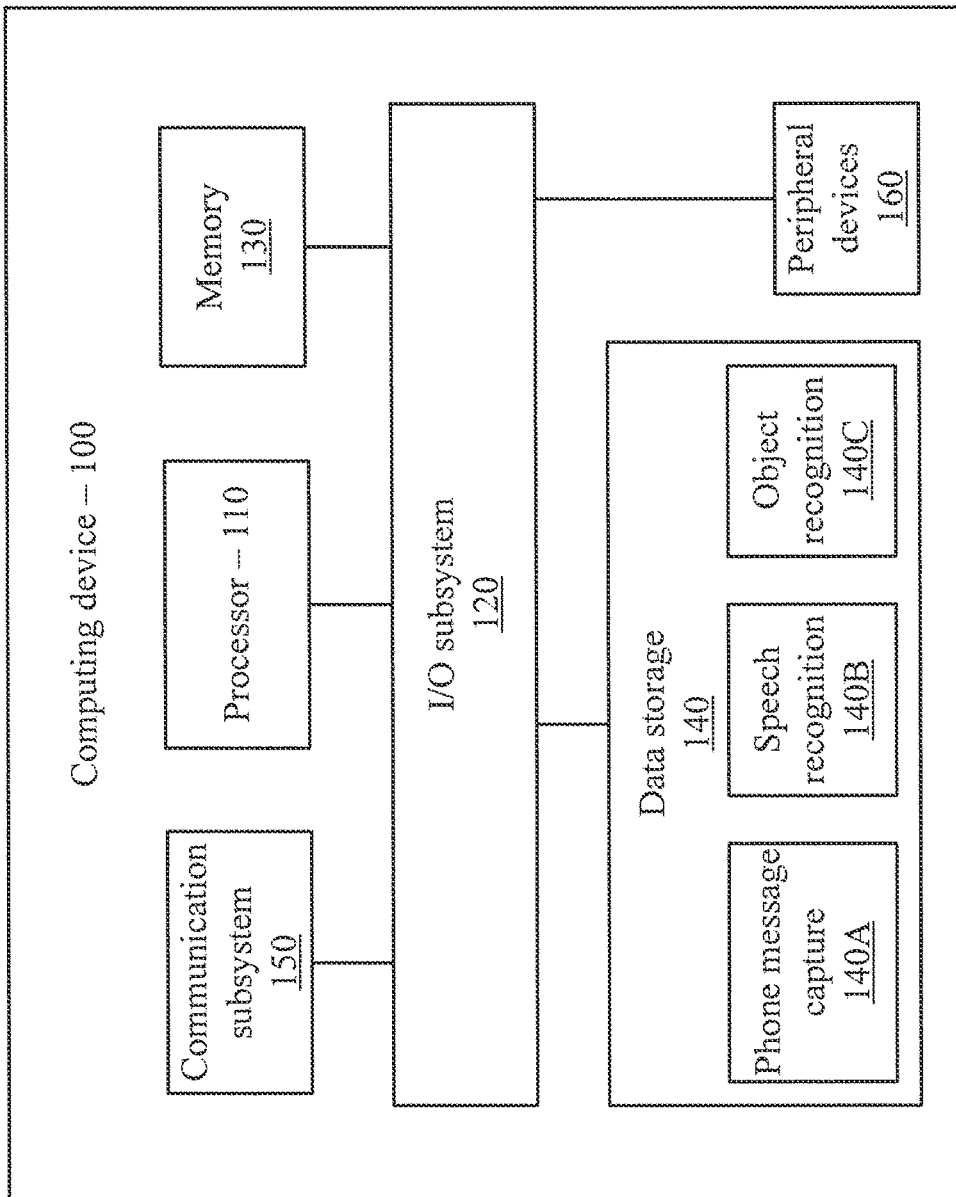 Computing device – 100
Communication
subsystem
150
Processor – 110
Memory
130
I/O subsystem
120
Data storage
140
Phone message
capture
140A
Speech
recognition
140B
Object
recognition
140C
Peripheral
devices
160